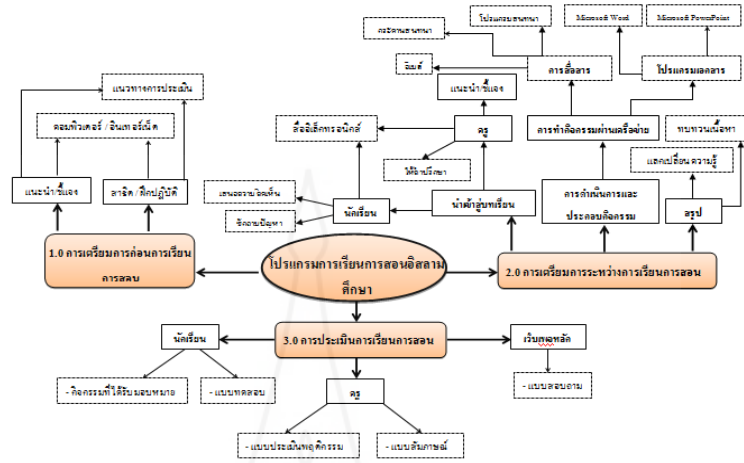 โปรแกรมสนทนา
Microsoft Word
Microsoft PowerPoint
กระดานสนทนา
อีเมล์
การสื่อสาร
โปรแกรมเอกสาร
แนวทางการประเมิน
แนะนำ/ชี้แจง
คอมพิวเตอร์ / อินเทอร์เน็ต
สื่ออิเล็กทรอนิกส์
ครู
การทำกิจกรรมผ่านเครือข่าย
ทบทวนเนื้อหา
ให้คำปรึกษา
แลกเปลี่ยน ความรู้
แนะนำ/ชี้แจง
สาธิต / ฝึกปฏิบัติ
เสนอความคิดเห็น
ซักถามปัญหา
นักเรียน
นำเข้าสู่บทเรียน
การดำเนินการและ
ประกอบกิจกรรม
สรุป
1.0 การเตรียมการก่อนการเรียน
การสอน
โปรแกรมการเรียนการสอนอิสลาม
ศึกษา
2.0 การเตรียมการระหว่างการเรียนการสอน
นักเรียน
3.0 การประเมินการเรียนการสอน
เว็บเพจหลัก
- กิจกรรมที่ได้รับมอบหมาย
- แบบทดสอบ
ครู
- แบบสอบถาม
- แบบประเมินพฤติกรรม
- แบบสัมภาษณ์